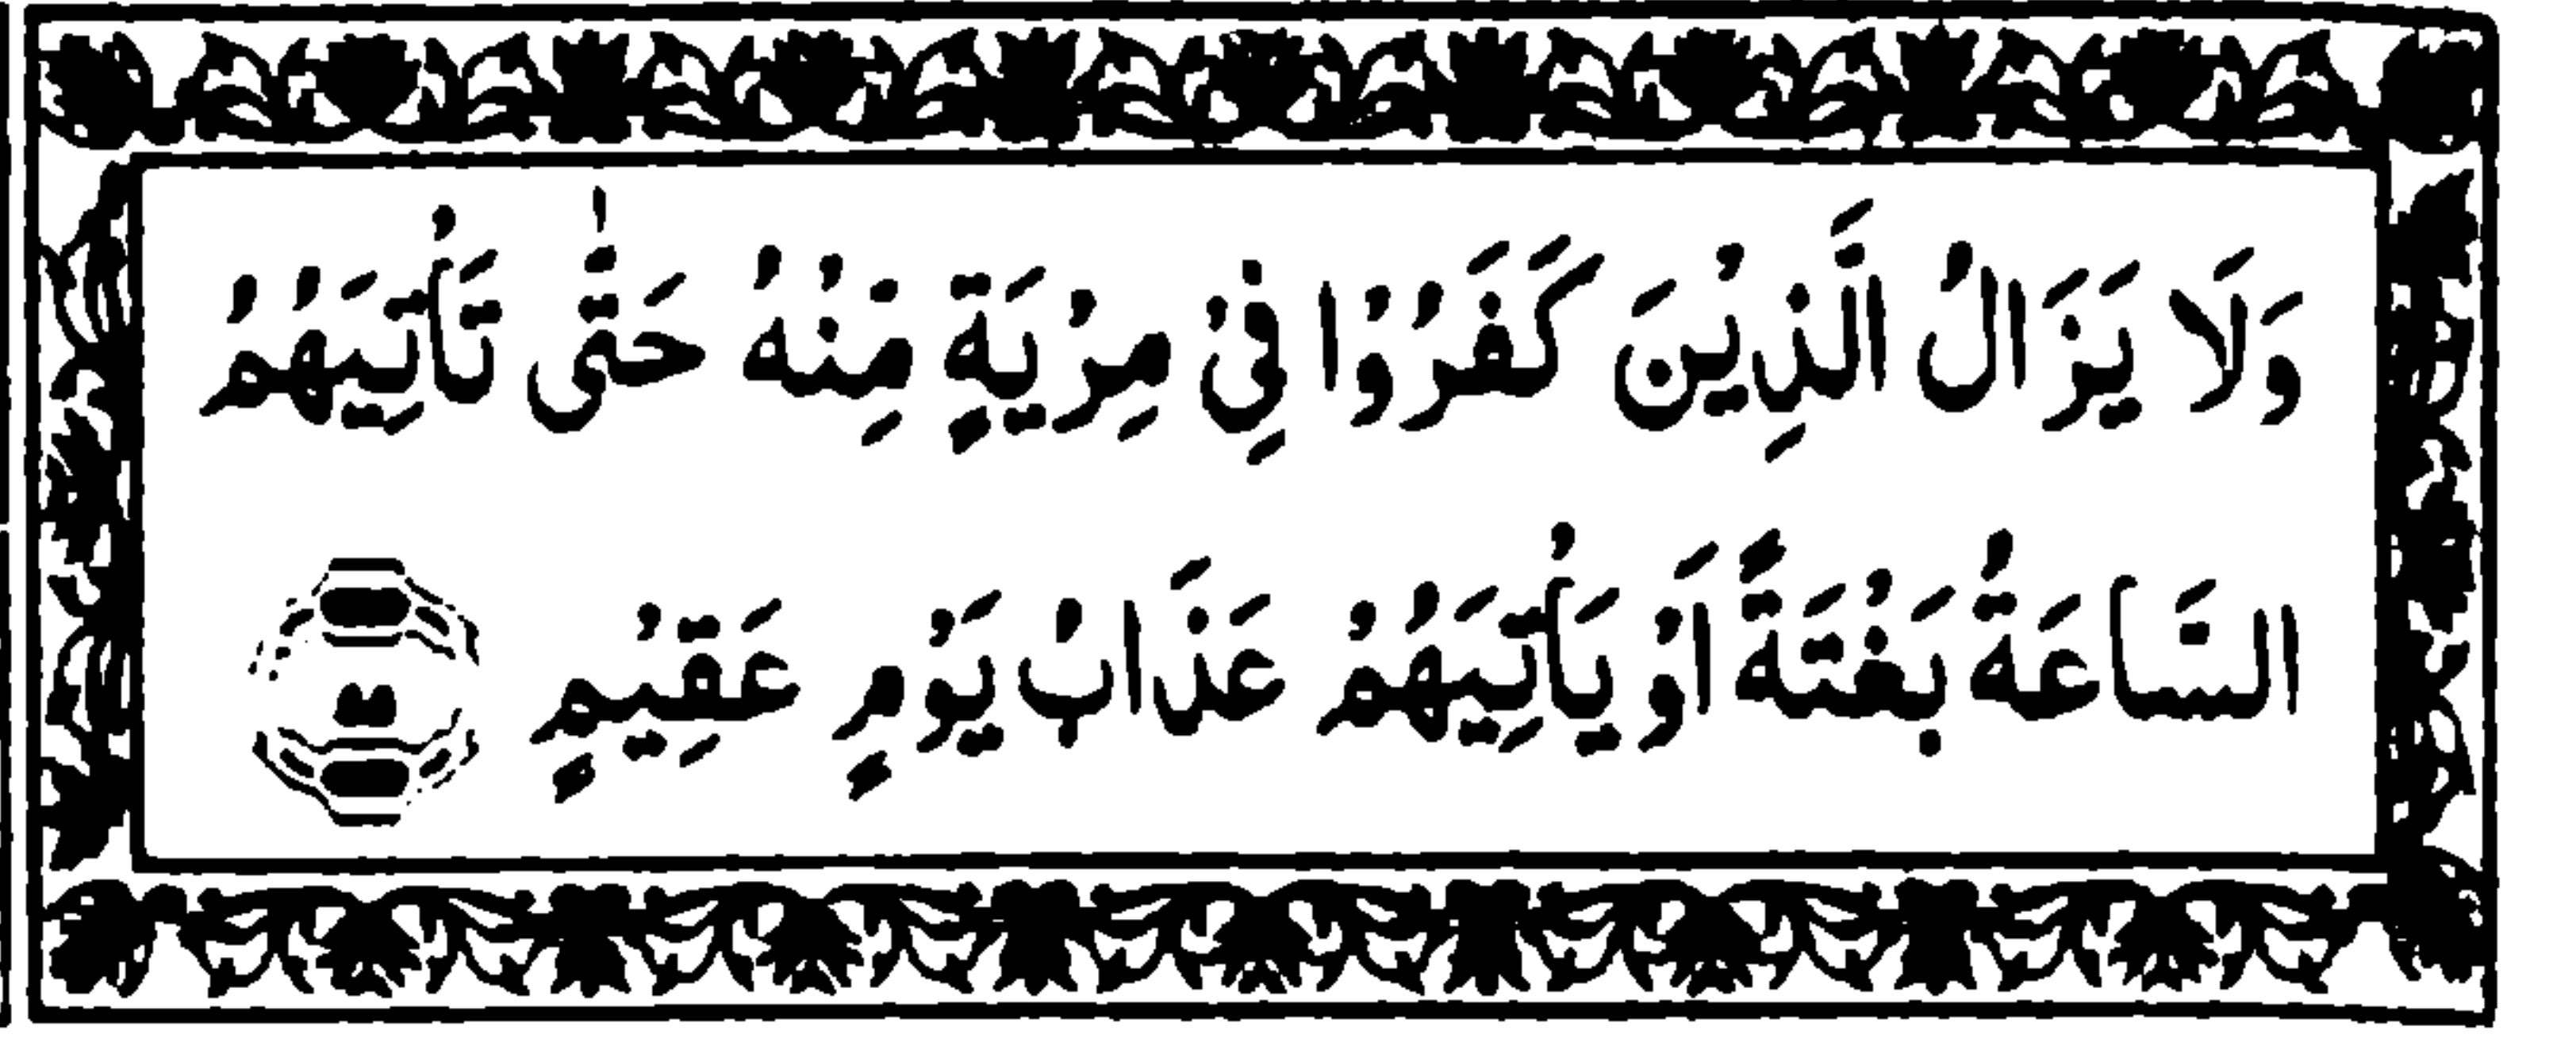 وَلَا يَزَالُ الَّذِيْنَ كَفَرُوْا فِيْ مِرْيَةٍ مِّنْهُ حَتّٰى تَأْتِيَهُمُ
السَّاعَةُ بَغْتَةً اَوْ يَأْتِيَهُمْ عَذَابُ يَوْمٍ عَقِيْمٍ